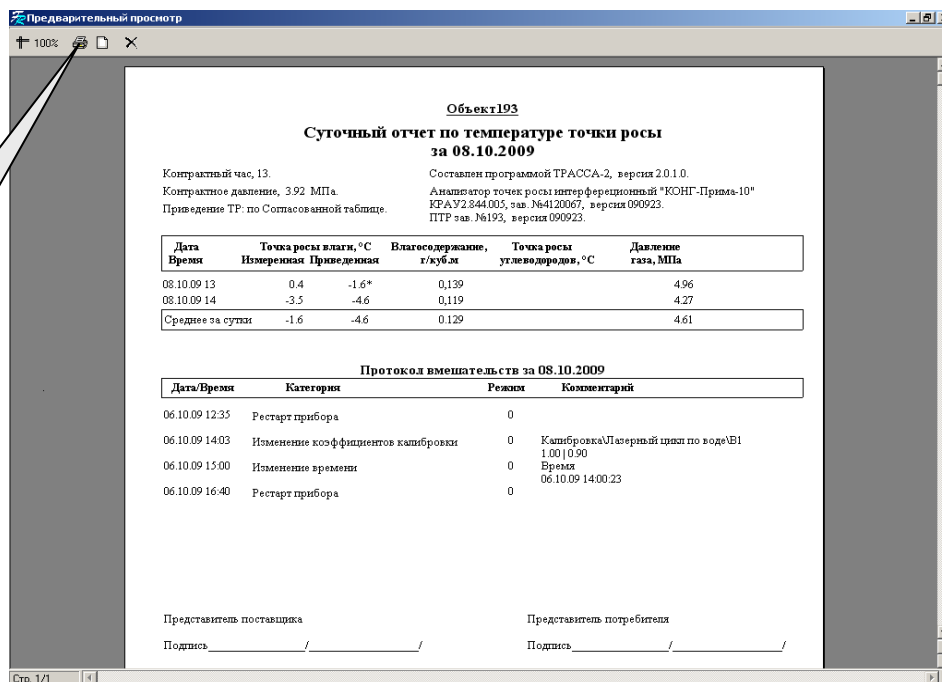 Предварительный просмотр
100%
Объект193
Суточный отчет по температуре точки росы
за 08.10.2009
Контрактный час, 13.
Контрактное давление, 3.92 МПа.
Приведение ТР: по Согласованной таблице.
Составлен программой ТРАССА-2, версия 2.0.1.0.
Анализатор точек росы интерфереционный "КОНГ-Прима-10"
КРАУ2.844.005, зав. №4120067, версия 090923.
ПТР зав. №193, версия 090923.
Дата Точка росы влаги, °С Влагосодержание, Точка росы Давление
Время Измеренная Приведенная г/куб.м углеводородов, °С газа, МПа
08.10.09 13 0.4 -1.6* 0,139 4.96
08.10.09 14 -3.5 -4.6 0,119 4.27
Среднее за сутки -1.6 -4.6 0.129 4.61
Протокол вмешательств за 08.10.2009
Дата/Время Категория Режим Комментарий
06.10.09 12:35 Рестарт прибора 0
06.10.09 14:03 Изменение коэффициентов калибровки 0 Калибровка\Лазерный цикл по воде\B1
1.00 | 0.90
06.10.09 15:00 Изменение времени 0 Время
06.10.09 14:00:23
06.10.09 16:40 Рестарт прибора 0
Представитель поставщика Представитель потребителя
Подпись____________/____________/ Подпись____________/____________/
Стр. 1/1